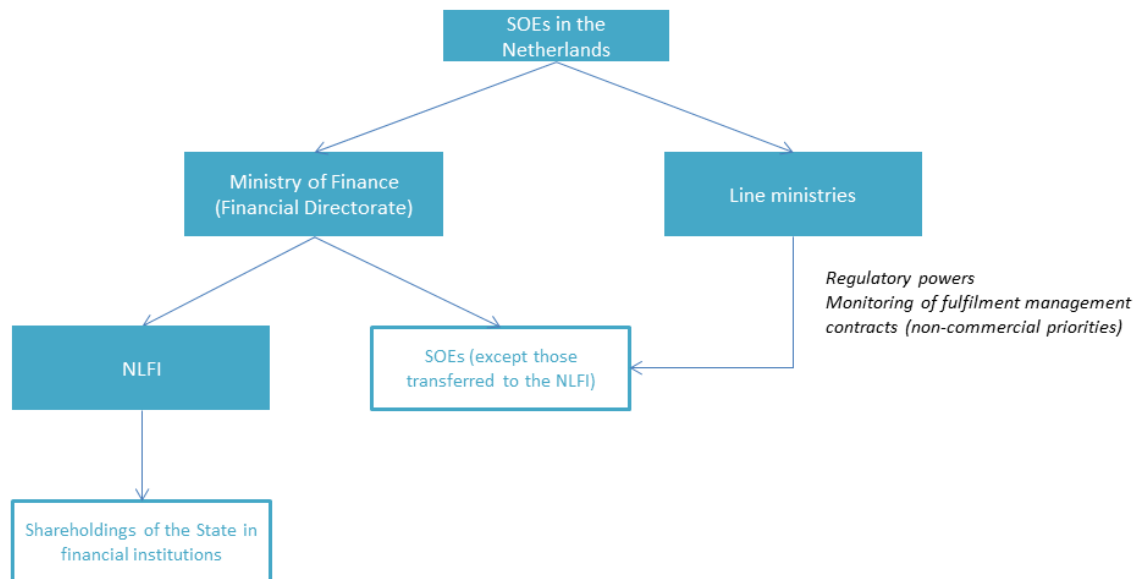 SOEs in the
Netherlands
Ministry of Finance
(Financial Directorate)
Line ministries
Regulatory powers
Monitoring of fulfilment management
contracts (non-commercial priorities)
NLFI
SOEs (except those
transferred to the NLFI)
Shareholdings of the State in
financial institutions